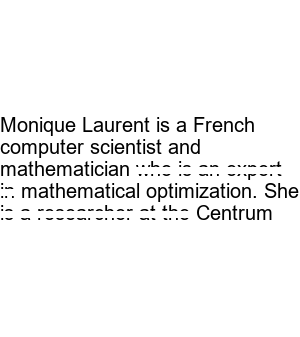 Monique Laurent is a French
computer scientist and
mathematician who is an expert
in mathematical optimization. She
is a researcher at the Centrum